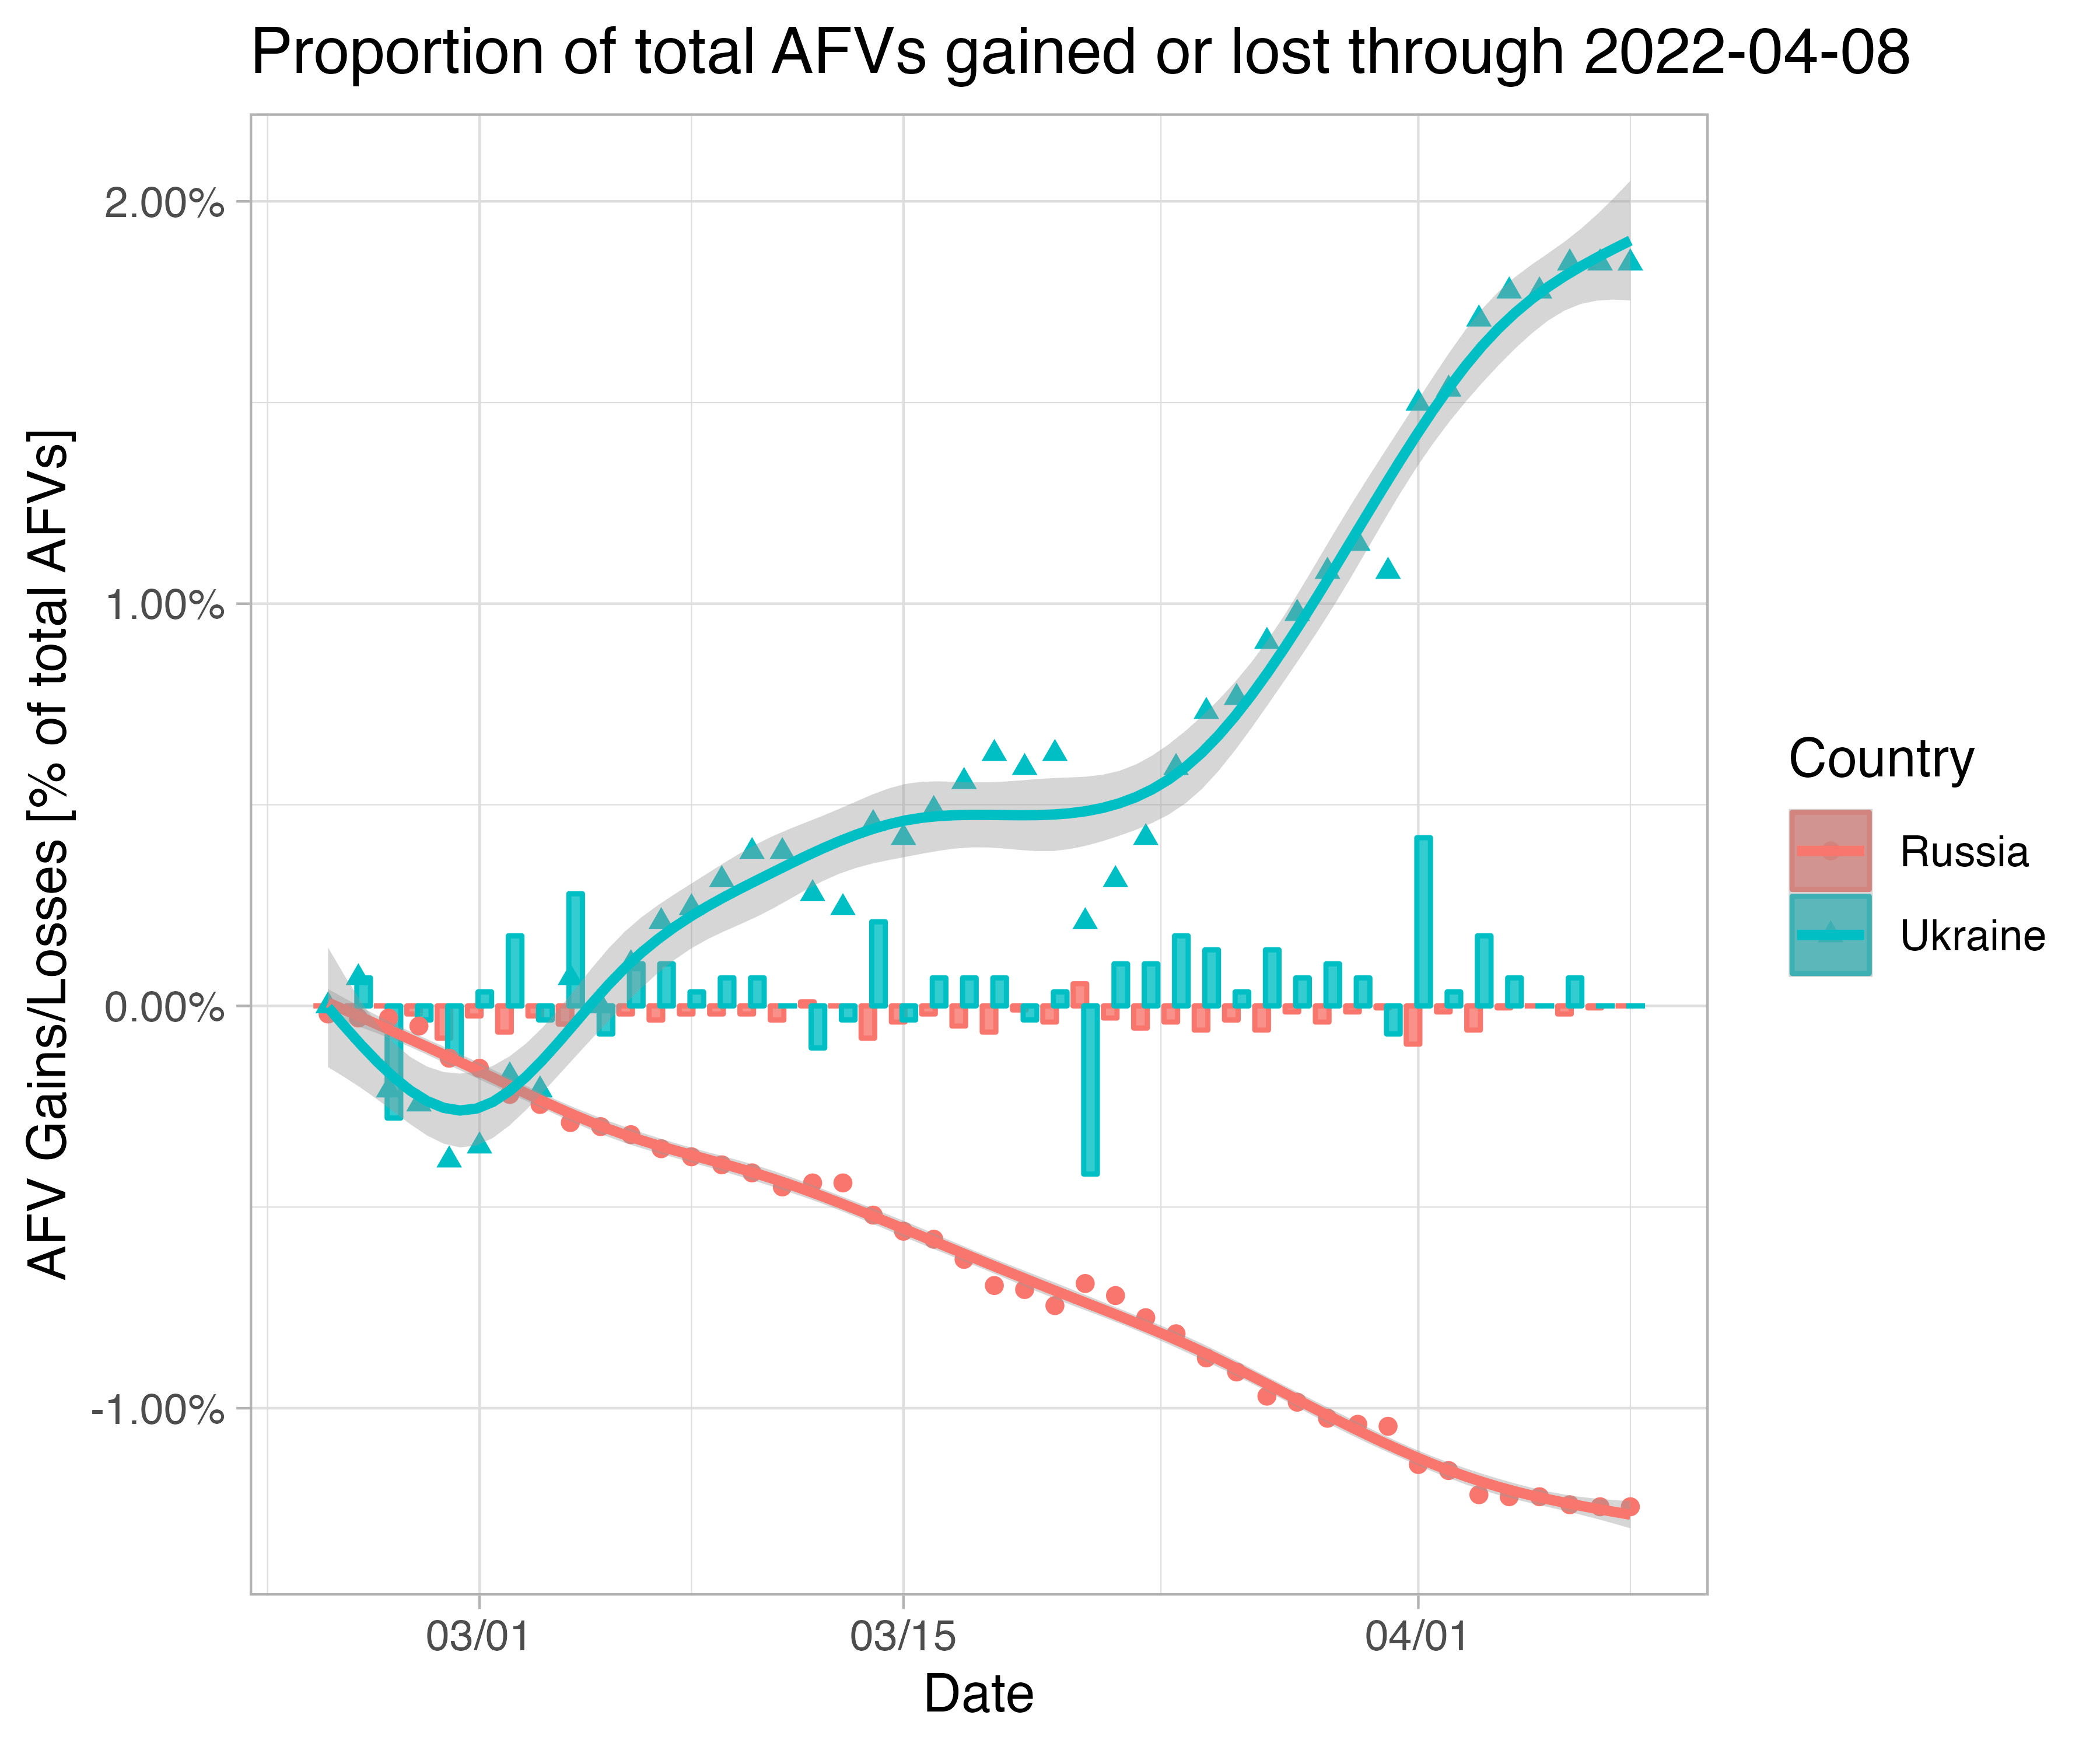 Proportion of total AFVs gained or lost through 2022-04-08
AFV Gains/Losses [% of total AFVs]
2.00%
1.00%
0.00%
-1.00%
03/01
03/15
04/01
Date
Country
Russia
Ukraine